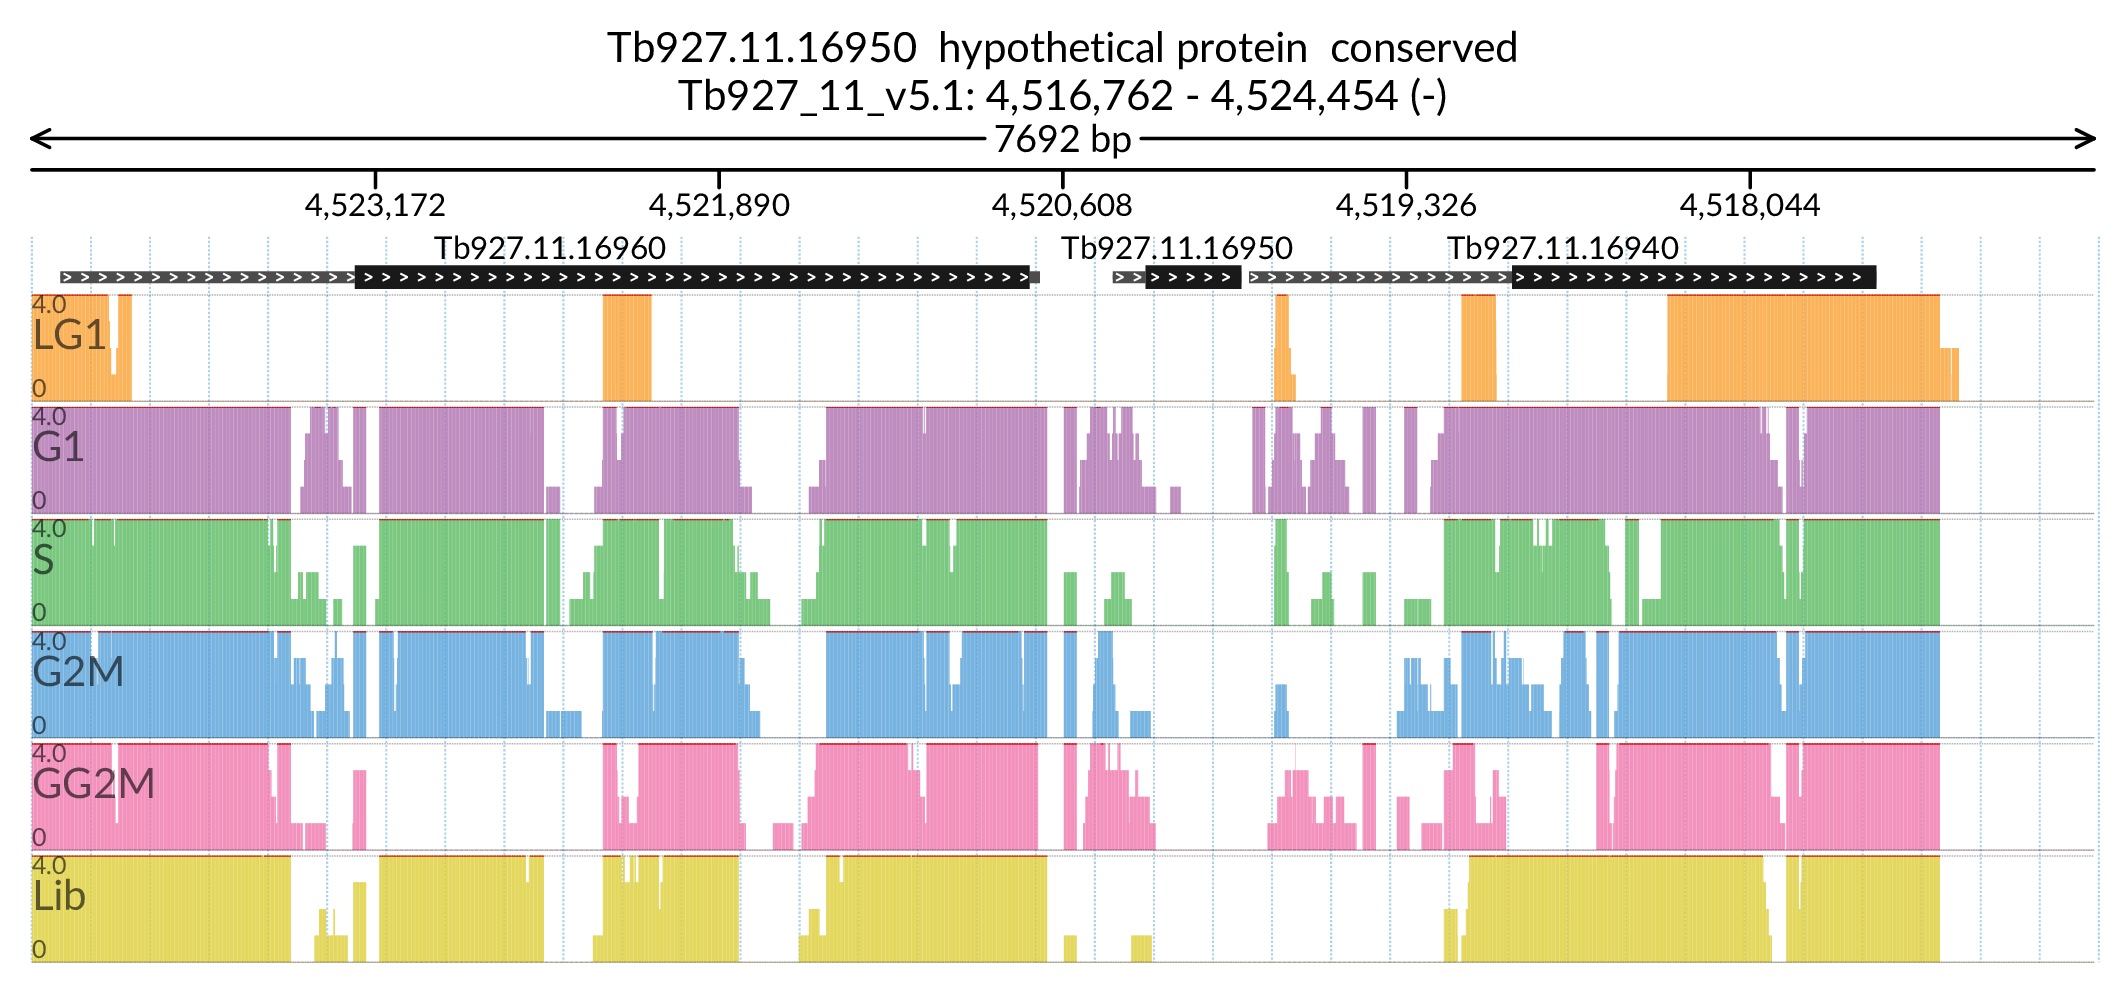 Tb927.11.16950  hypothetical protein  conserved
Tb927_11_v5.1: 4,516,762 - 4,524,454 (-)
7692 bp
4,523,172 4,521,890 4,520,608 4,519,326 4,518,044
Tb927.11.16960 Tb927.11.16950 Tb927.11.16940
4.0
LG1
0
4.0
G1
0
4.0
S
0
4.0
G2M
0
4.0
GG2M
0
4.0
Lib
0